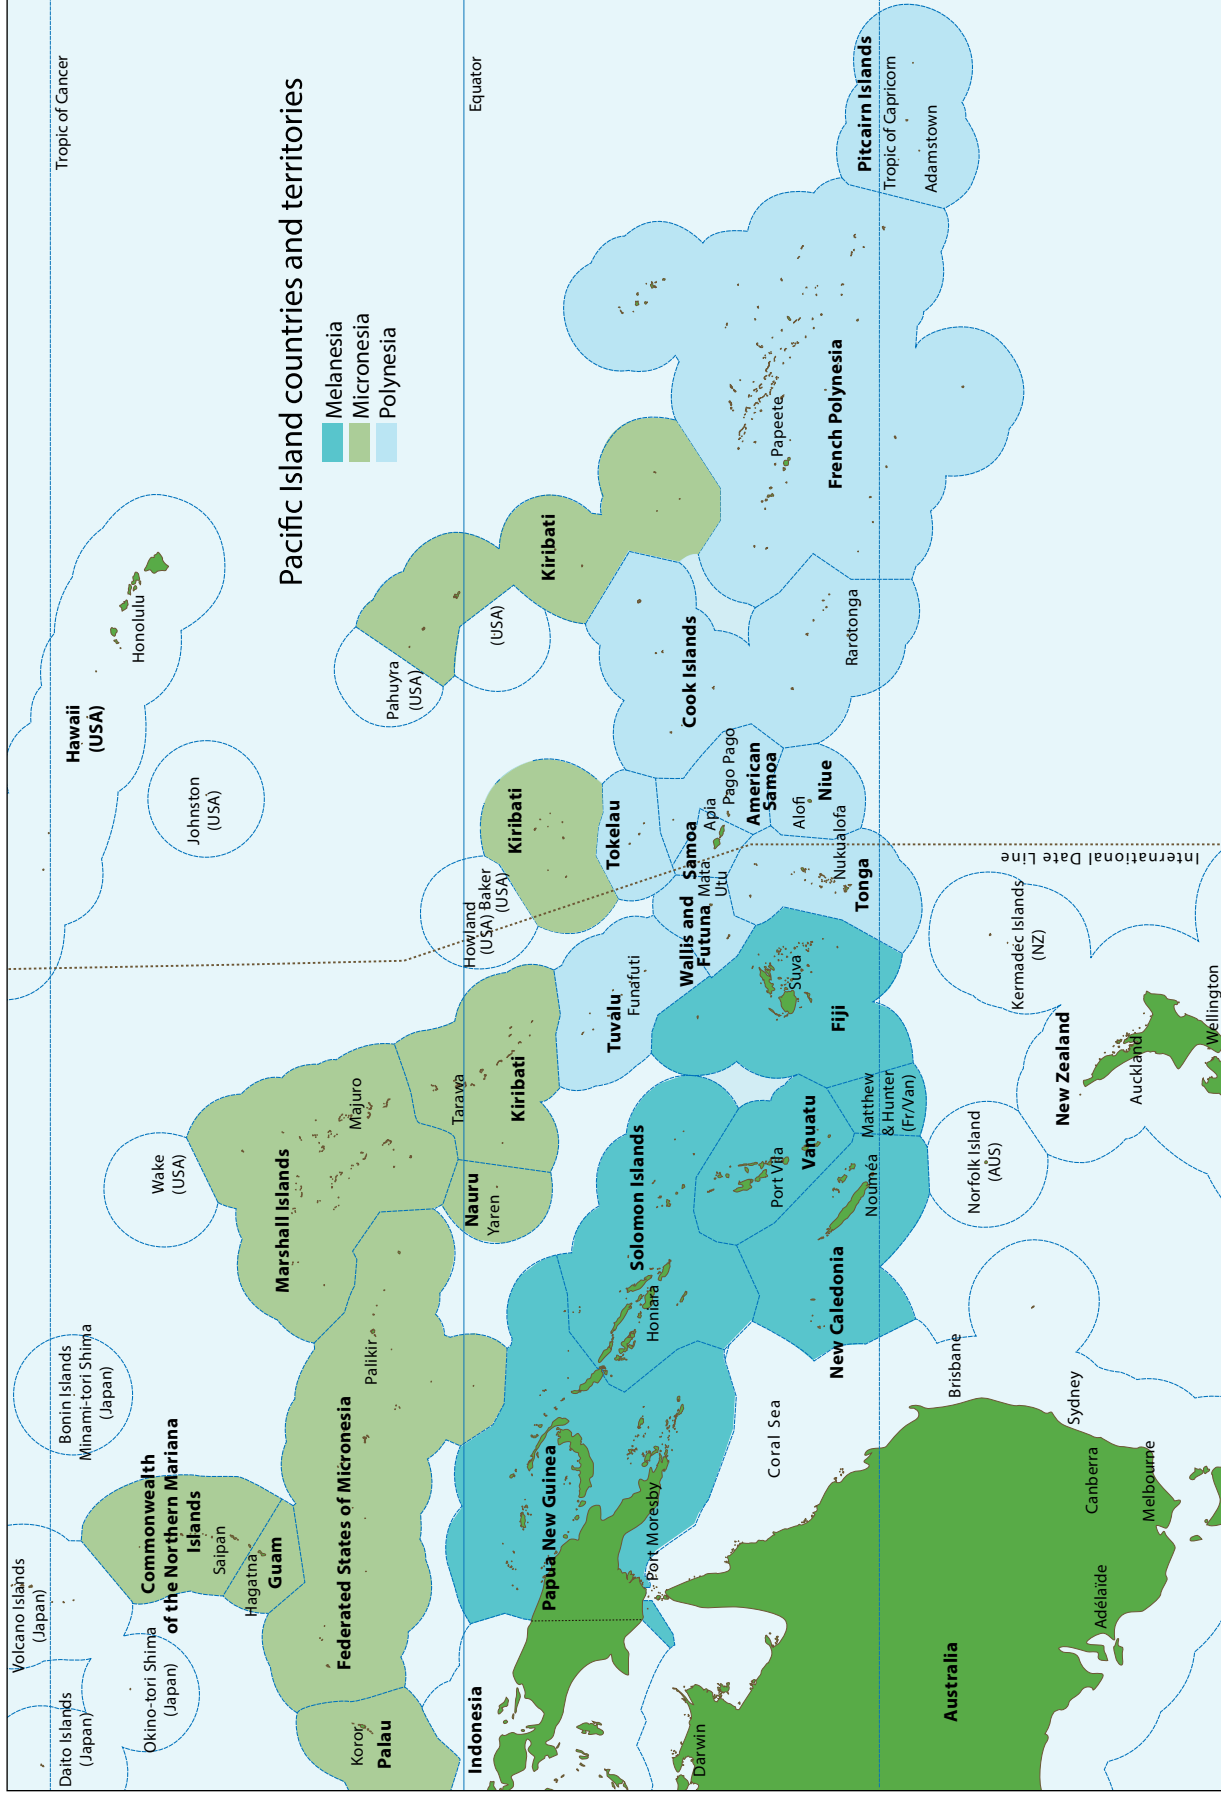 Pacific Island countries and territories
Melanesia
Micronesia
Polynesia
Tropic of Cancer
Equator
Tropic of Capricorn
International Date Line
Daito Islands
(Japan)
Volcano Islands
(Japan)
Okino-tori Shima
(Japan)
Bonin Islands
Minami-tori Shima
(Japan)
Commonwealth
of the Northern Mariana
Islands
Saipan
Hagatna
Guam
Wake
(USA)
Johnston
(USA)
Hawaii
(USA)
Honolulu
Koror
Palau
Federated States of Micronesia
Palikir
Marshall Islands
Majuro
Tarawa
Kiribati
Nauru
Yaren
Howland
(USA)
Baker
(USA)
Kiribati
Pahuyra
(USA)
(USA)
Kiribati
Indonesia
Papua New Guinea
Port Moresby
Solomon Islands
Honiara
Tuvalu
Funafuti
Tokelau
Wallis and
Futuna
Mata
Utu
Samoa
Apia
Pago Pago
American
Samoa
Cook Islands
Rarotonga
French Polynesia
Papeete
Pitcairn Islands
Adamstown
Coral Sea
New Caledonia
Nouméa
Vanuatu
Port Vila
Matthew
& Hunter
(Fr/Van)
Fiji
Suva
Tonga
Nukualofa
Niue
Alofi
Darwin
Australia
Brisbane
Sydney
Canberra
Melbourne
Adélaïde
Norfolk Island
(AUS)
Kermadec Islands
(NZ)
New Zealand
Auckland
Wellington